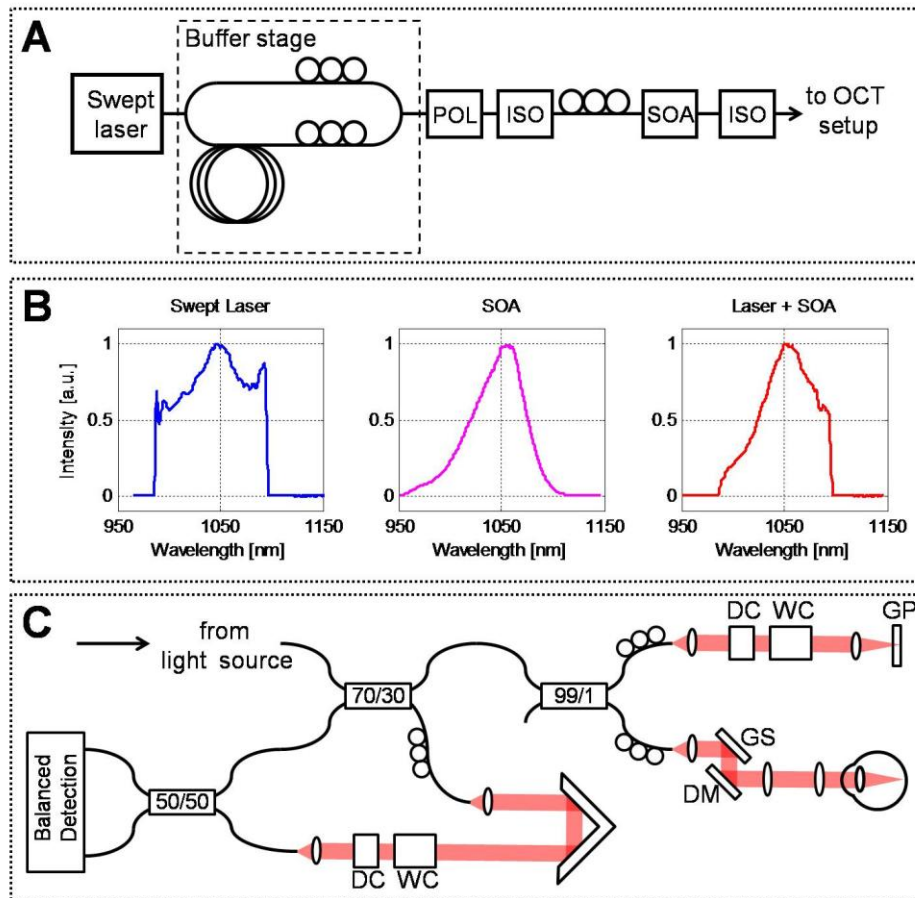 A
Buffer stage
Swept
laser
POL
ISO
SOA
ISO
to OCT
setup
B
Swept Laser
SOA
Laser + SOA
Intensity [a.u.]
1
0.5
0
950
1050
1150
Wavelength [nm]
1
0.5
0
950
1050
1150
Wavelength [nm]
1
0.5
0
950
1050
1150
Wavelength [nm]
C
from
light source
DC
WC
GP
70/30
99/1
GS
DM
Balanced
Detection
50/50
DC
WC